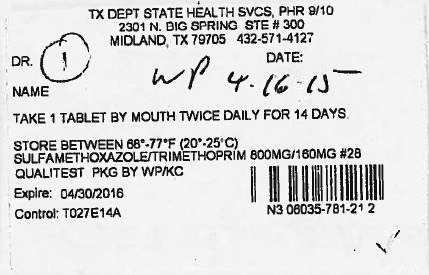 TX DEPT STATE HEALTH SVCS, PHR 9/10
2301 N. BIG SPRING STE # 300
MIDLAND, TX 79705 432-571-4127
DR. 1 DATE:
WP 4-16-15
NAME
TAKE 1 TABLET BY MOUTH TWICE DAILY FOR 14 DAYS.
STORE BETWEEN 68°-77°F (20°-25°C)
SULFAMETHOXAZOLE/TRIMETHOPRIM 800MG/160MG #28
QUALITEST PKG BY WP/KC
Expire: 04/30/2016
Control: T027E14A
N3 06035-781-21 2